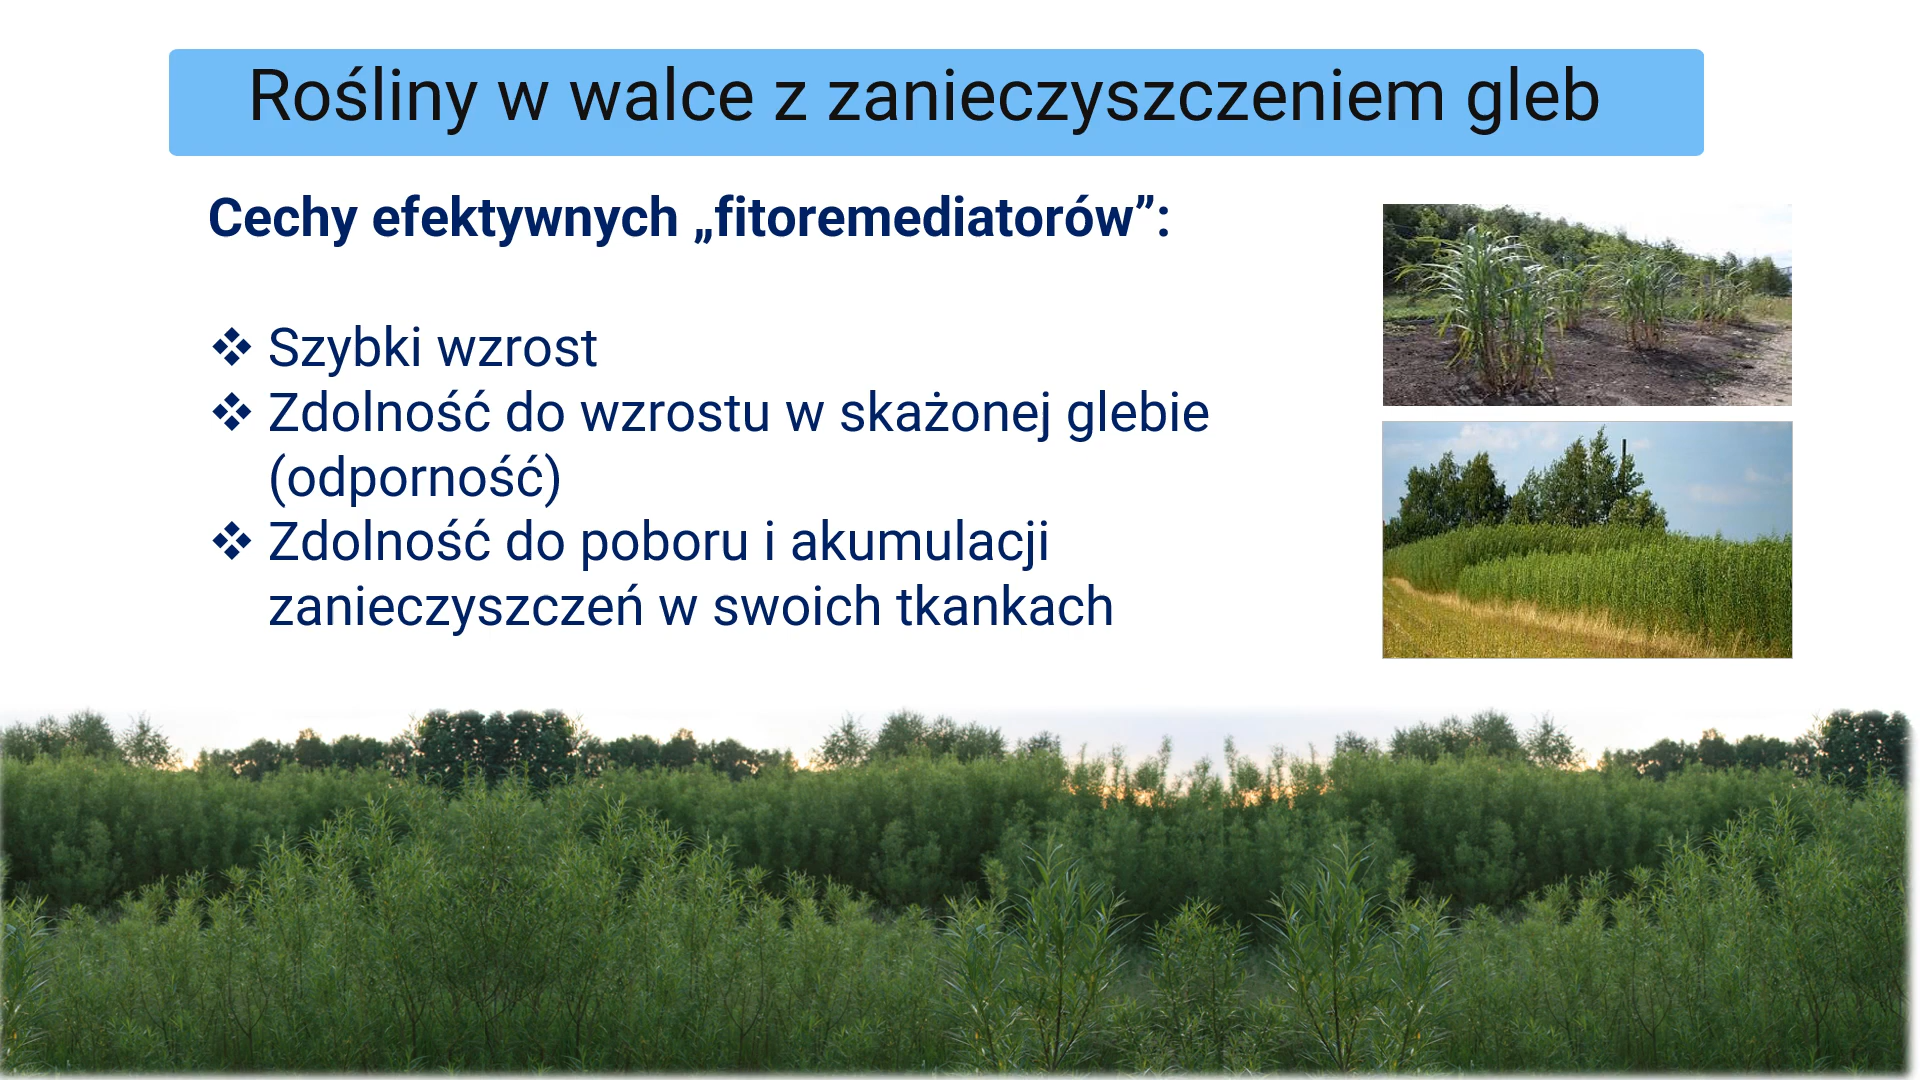 Rośliny w walce z zanieczyszczeniem gleb
Cechy efektywnych „fitoremediatorów”:
❖ Szybki wzrost
❖ Zdolność do wzrostu w skażonej glebie
(odporność)
❖ Zdolność do poboru i akumulacji
zanieczyszczeń w swoich tkankach